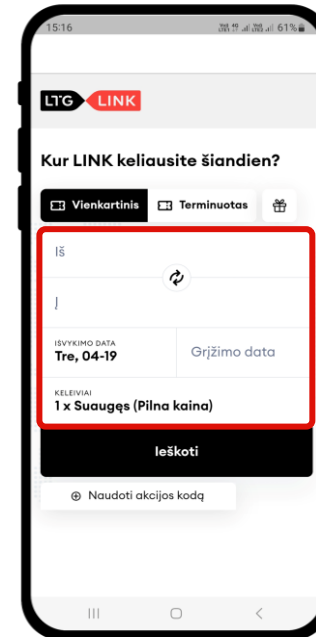 15:16
61%
LTG LINK
Kur LINK keliausite šiandien?
Vienkartinis Terminuotas
Iš
Į
IŠVYKIMO DATA
Tre, 04-19 Grįžimo data
KELEIVIAI
1 x Suaugęs (Pilna kaina)
Ieškoti
Naudoti akcijos kodą